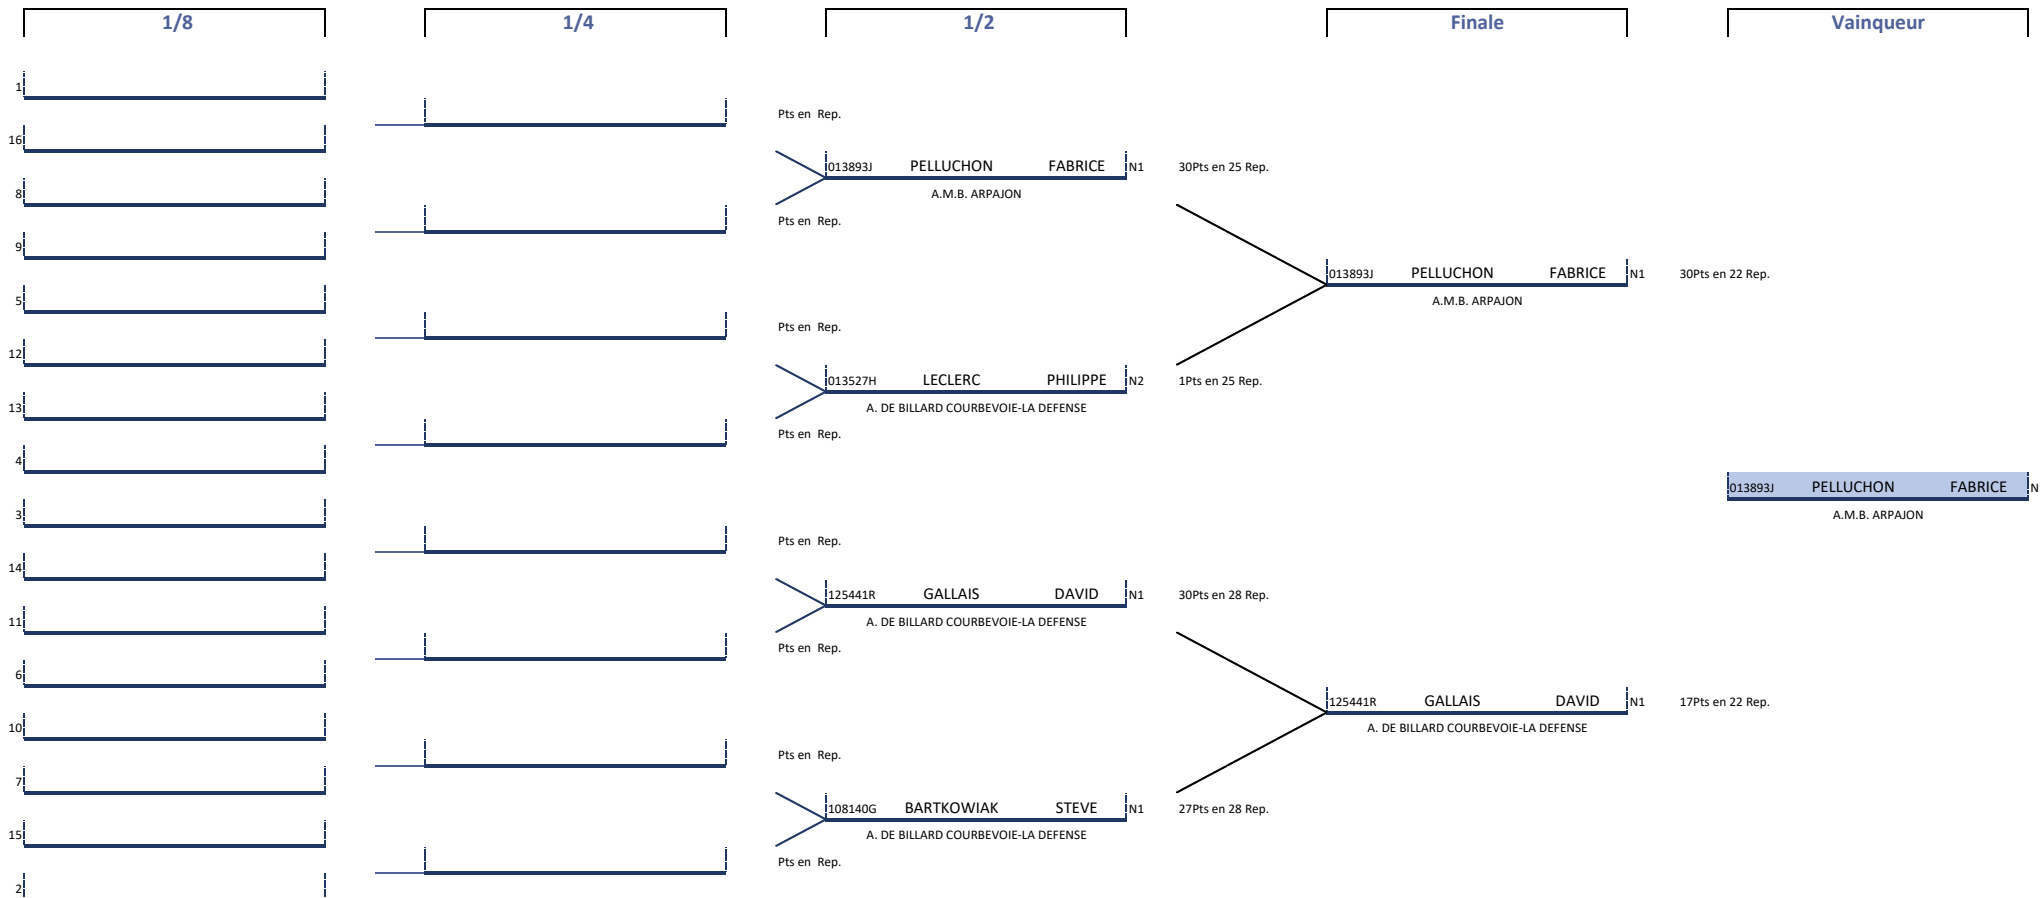 1/8 1/4 1/2 Finale Vainqueur
1
Pts en Rep.
16
013893J PELLUCHON FABRICE N1 30Pts en 25 Rep.
8
A.M.B. ARPAJON
Pts en Rep.
9
013893J PELLUCHON FABRICE N1 30Pts en 22 Rep.
5
A.M.B. ARPAJON
Pts en Rep.
12
013527H LECLERC PHILIPPE N2 1Pts en 25 Rep.
13
A. DE BILLARD COURBEVOIE-LA DEFENSE
Pts en Rep.
4
013893J PELLUCHON FABRICE N
3
A.M.B. ARPAJON
Pts en Rep.
14
125441R GALLAIS DAVID N1 30Pts en 28 Rep.
11
A. DE BILLARD COURBEVOIE-LA DEFENSE
Pts en Rep.
6
125441R GALLAIS DAVID N1 17Pts en 22 Rep.
10
A. DE BILLARD COURBEVOIE-LA DEFENSE
Pts en Rep.
7
108140G BARTKOWIAK STEVE N1 27Pts en 28 Rep.
15
A. DE BILLARD COURBEVOIE-LA DEFENSE
Pts en Rep.
2